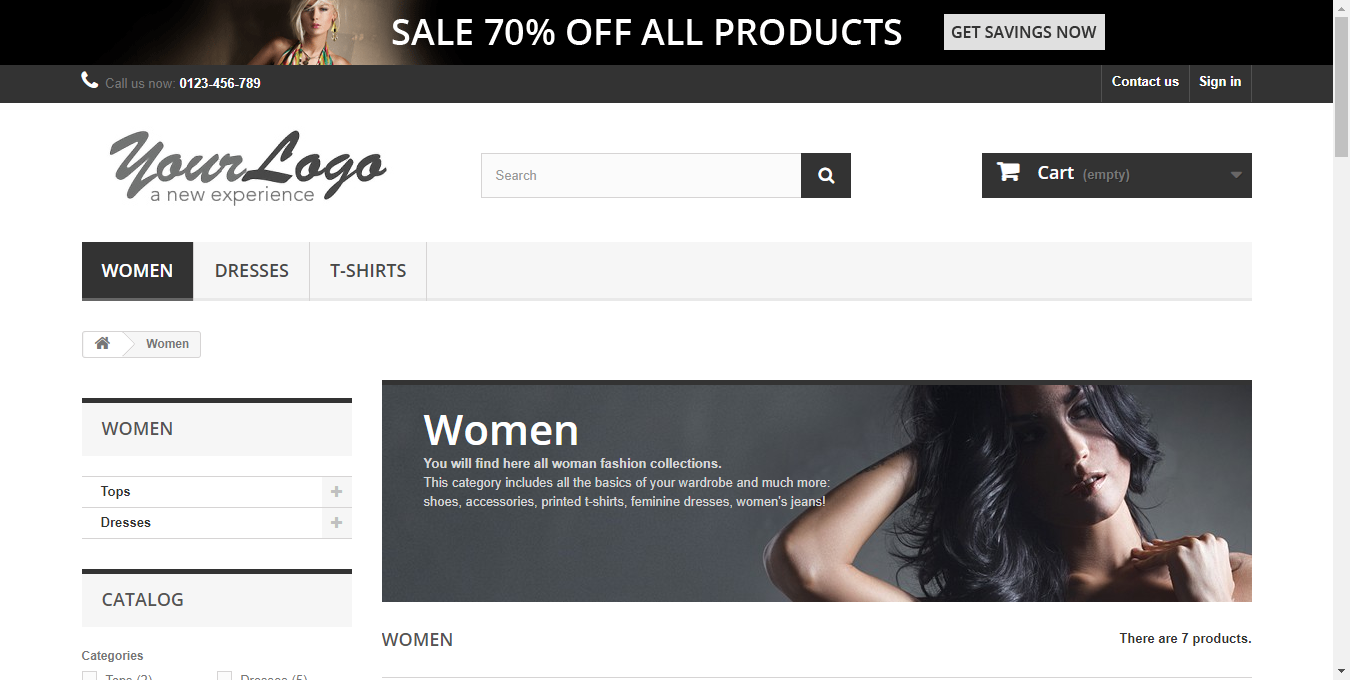 SALE 70% OFF ALL PRODUCTS
GET SAVINGS NOW
Call us now: 0123-456-789
Contact us
Sign in
YourLogo
a new experience
Search
Cart (empty)
WOMEN
DRESSES
T-SHIRTS
Women
WOMEN
Tops
Dresses
CATALOG
Categories
Tops (2)
Dresses (5)
Women
You will find here all woman fashion collections.
This category includes all the basics of your wardrobe and much more:
shoes, accessories, printed t-shirts, feminine dresses, women's jeans!
WOMEN
There are 7 products.